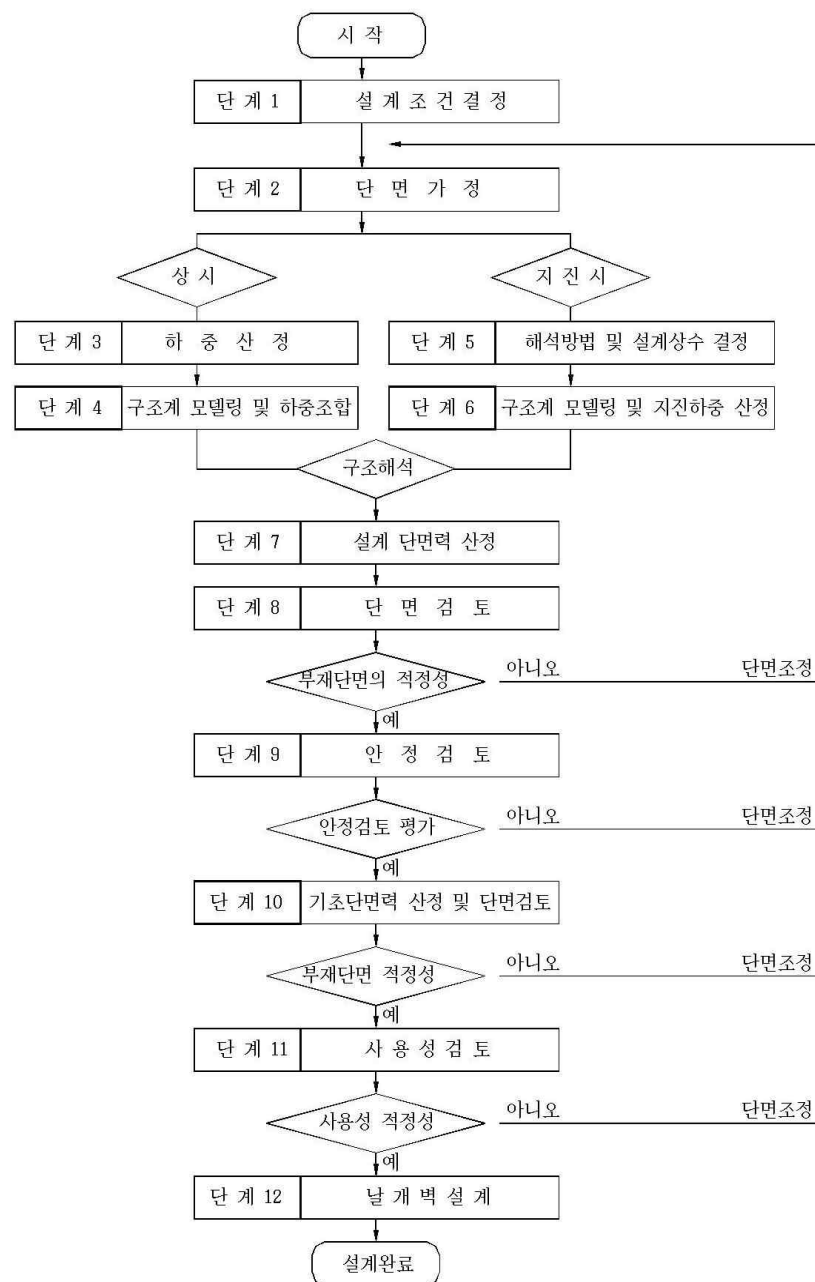 시 작
단 계 1 설 계 조 건 결 정
단 계 2 단 면 가 정
상 시 지 진 시
단 계 3 하 중 산 정 단 계 5 해석방법 및 설계상수 결정
단 계 4 구조계 모델링 및 하중조합 단 계 6 구조계 모델링 및 지진하중 산정
구조해석
단 계 7 설계 단면력 산정
단 계 8 단 면 검 토
부재단면의 적정성 아니오 단면조정
예
단 계 9 안 정 검 토
안정검토 평가 아니오 단면조정
예
단 계 10 기초단면력 산정 및 단면검토
부재단면 적정성 아니오 단면조정
예
단 계 11 사 용 성 검 토
사용성 적정성 아니오 단면조정
예
단 계 12 날 개 벽 설 계
설계완료